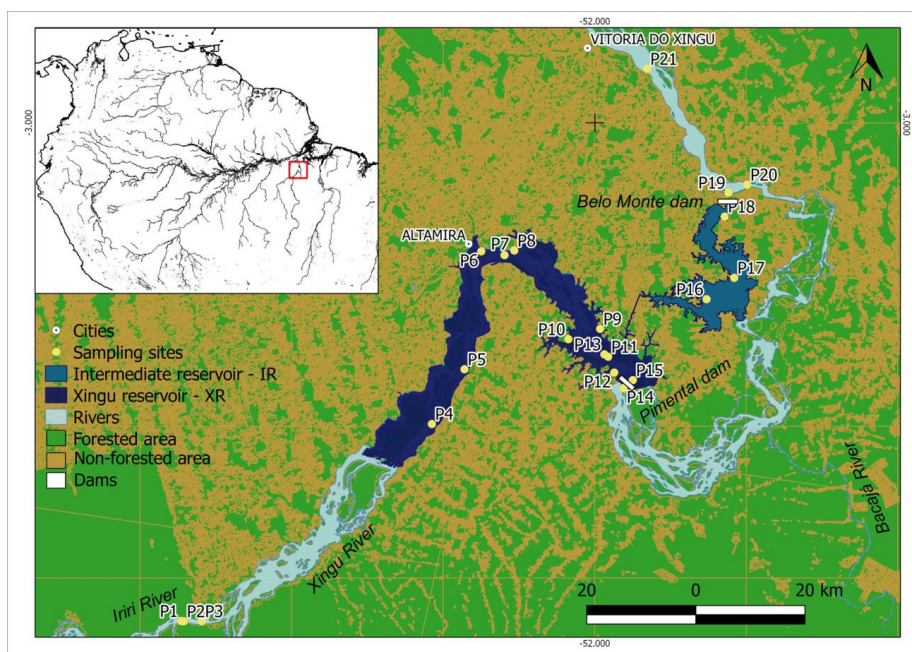 -52.000
VITORIA DO XINGU
P21
N
-3.000
-3.000
P20
P19
Belo Monte dam
P18
ALTAMIRA
P7
P8
P6
P17
P16
P9
P10
P13
P11
P12
P15
P14
Pimental dam
P5
P4
Cities
Sampling sites
Intermediate reservoir - IR
Xingu reservoir - XR
Rivers
Forested area
Non-forested area
Dams
Bacajá River
Xingu River
Iriri River
P1
P2
P3
20
0
20 km
-52.000